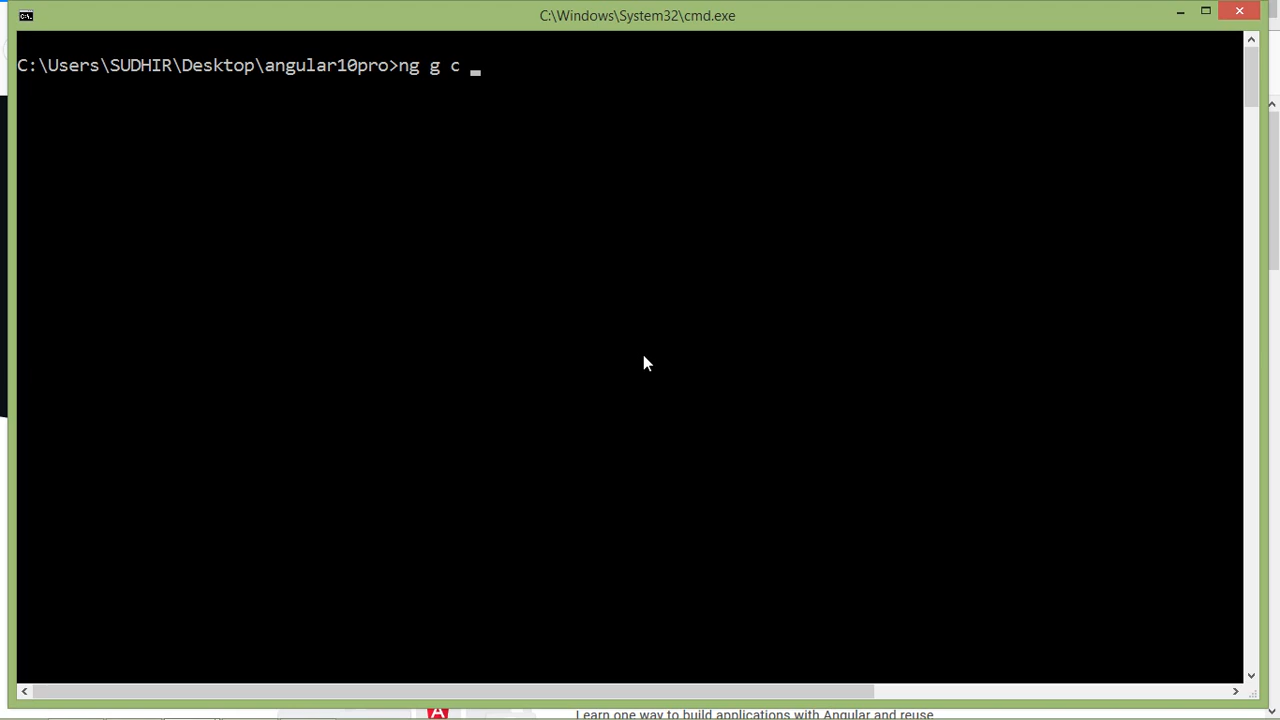 C:\Windows\System32\cmd.exe
C:\Users\SUDHIR\Desktop\angular10pro>ng g c _
A
Learn one way to build applications with Angular and reuse